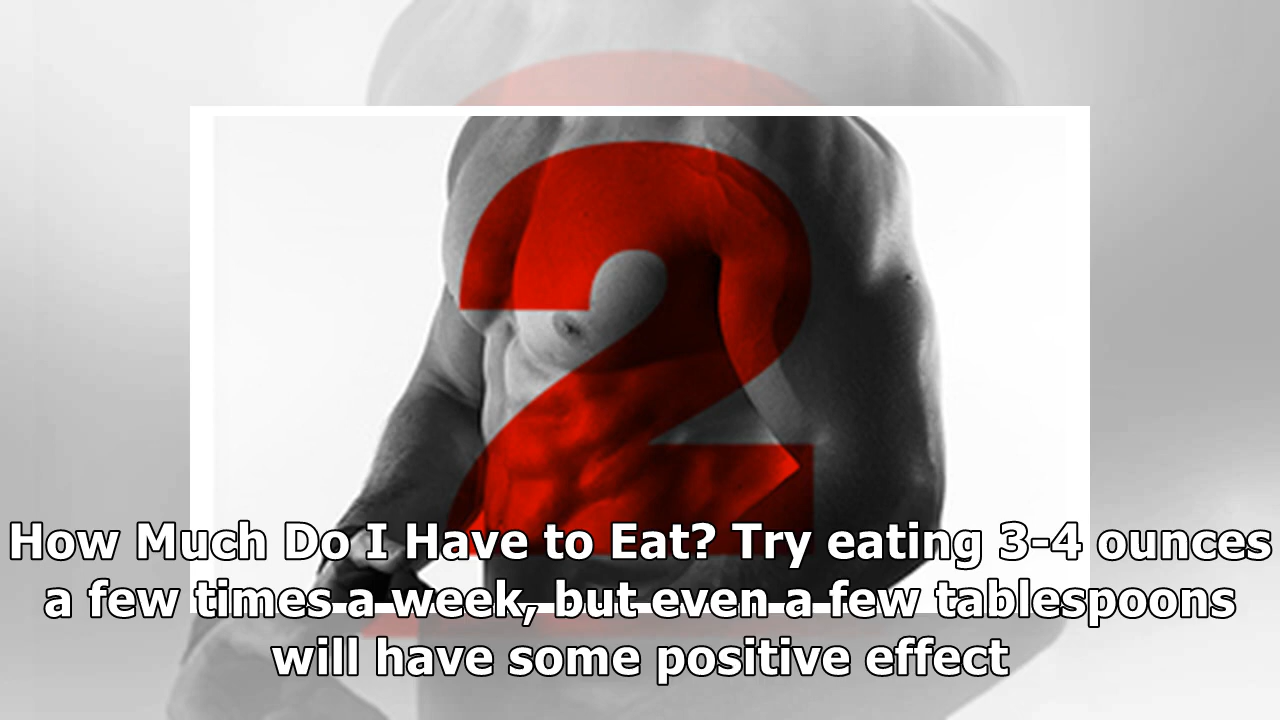 2
How Much Do I Have to Eat? Try eating 3-4 ounces
a few times a week, but even a few tablespoons
will have some positive effect